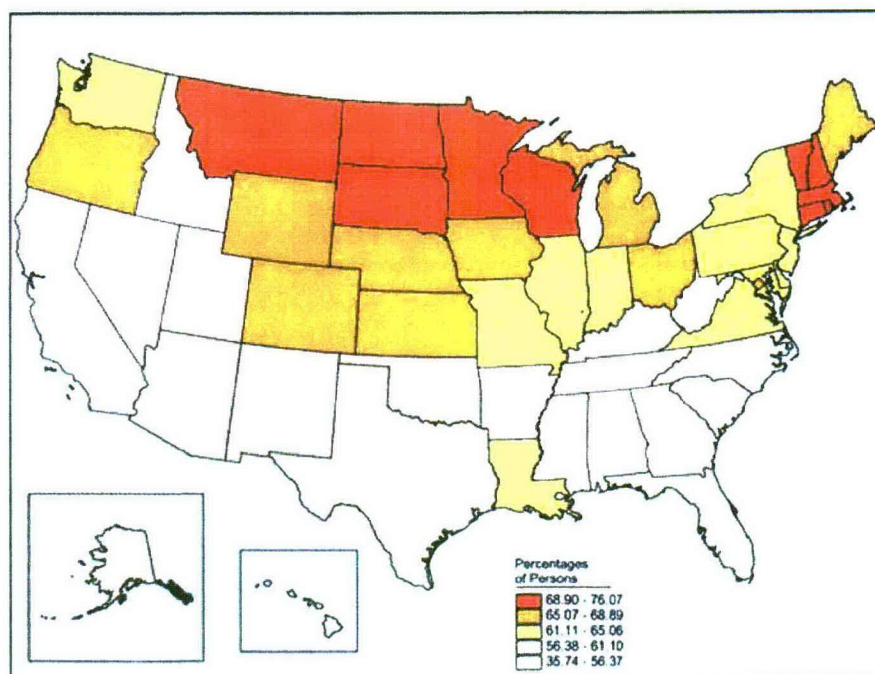 Percentages
of Persons
68.90 - 76.07
65.07 - 68.89
61.11 - 65.06
56.38 - 61.10
35.74 - 56.37